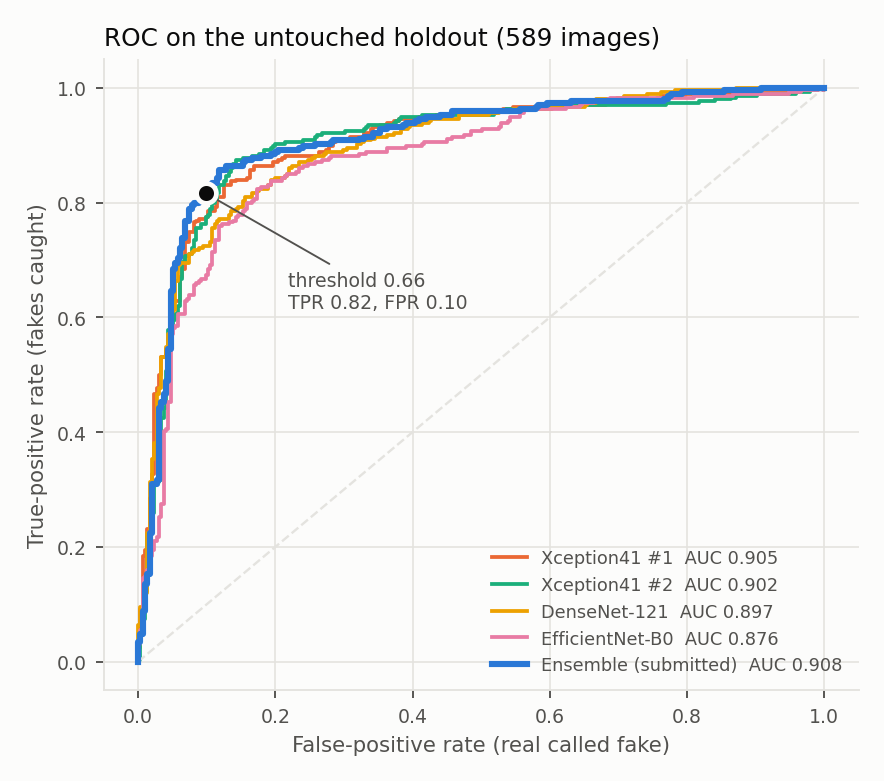 ROC on the untouched holdout (589 images)
True-positive rate (fakes caught)
1.0
0.8
0.6
0.4
0.2
0.0
threshold 0.66
TPR 0.82, FPR 0.10
Xception41 #1 AUC 0.905
Xception41 #2 AUC 0.902
DenseNet-121 AUC 0.897
EfficientNet-B0 AUC 0.876
Ensemble (submitted) AUC 0.908
0.0 0.2 0.4 0.6 0.8 1.0
False-positive rate (real called fake)